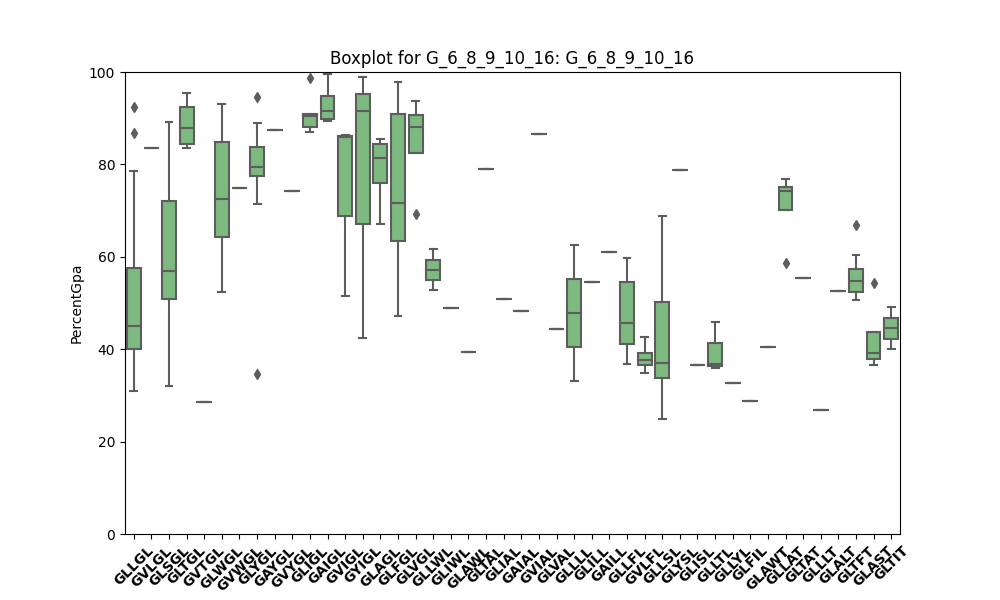 Boxplot for G_6_8_9_10_16: G_6_8_9_10_16
PercentGpa
100
80
60
40
20
0
GLLGL
GVLGL
GLSGL
GLTGL
GVTGL
GLWGL
GVWGL
GLYGL
GAYGL
GVYGL
GLIGL
GAIGL
GVIGL
GYIGL
GLAGL
GLFGL
GLVGL
GLLWL
GLIWL
GLAWL
GLTAL
GLIAL
GAIAL
GVIAL
GLVAL
GLLLL
GLILL
GAILL
GLLFL
GVLFL
GLLSL
GLYSL
GLISL
GLLTL
GLLYL
GLFIL
GLAWT
GLLAT
GLTAT
GLLLT
GLALT
GLTFT
GLAST
GLTIT